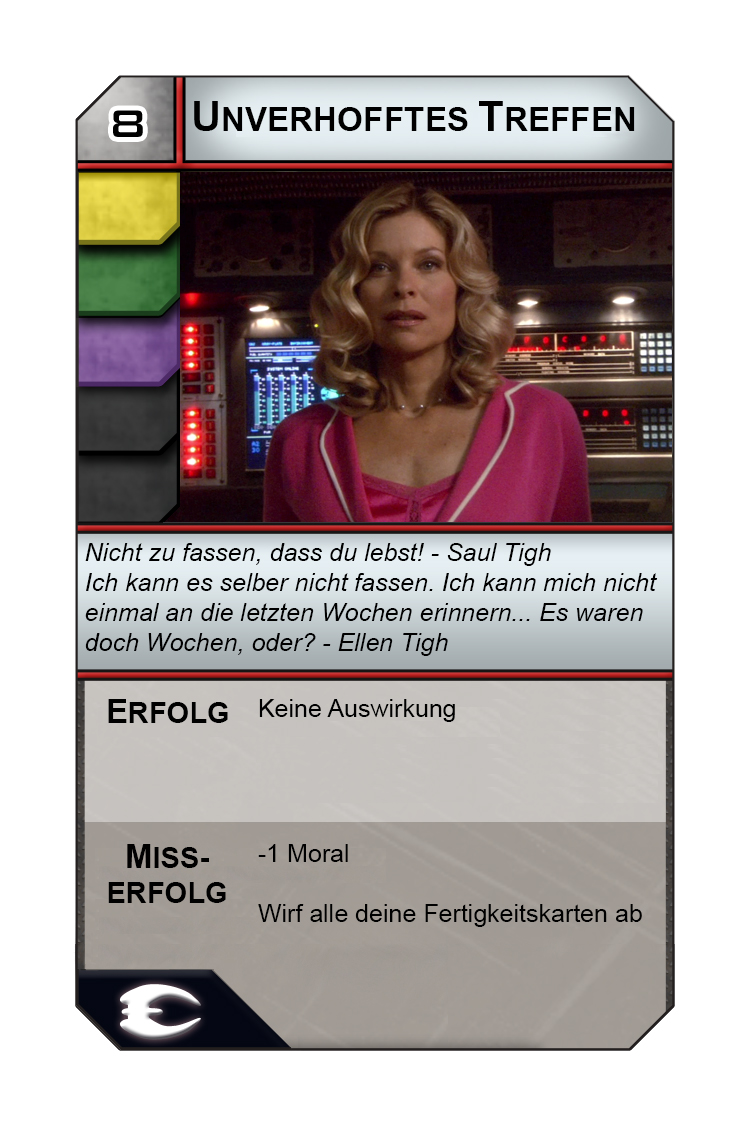 8
UNVERHOFFTES TREFFEN
Nicht zu fassen, dass du lebst! - Saul Tigh
Ich kann es selber nicht fassen. Ich kann mich nicht
einmal an die letzten Wochen erinnern... Es waren
doch Wochen, oder? - Ellen Tigh
ERFOLG
Keine Auswirkung
MISS-
ERFOLG
-1 Moral
Wirf alle deine Fertigkeitskarten ab